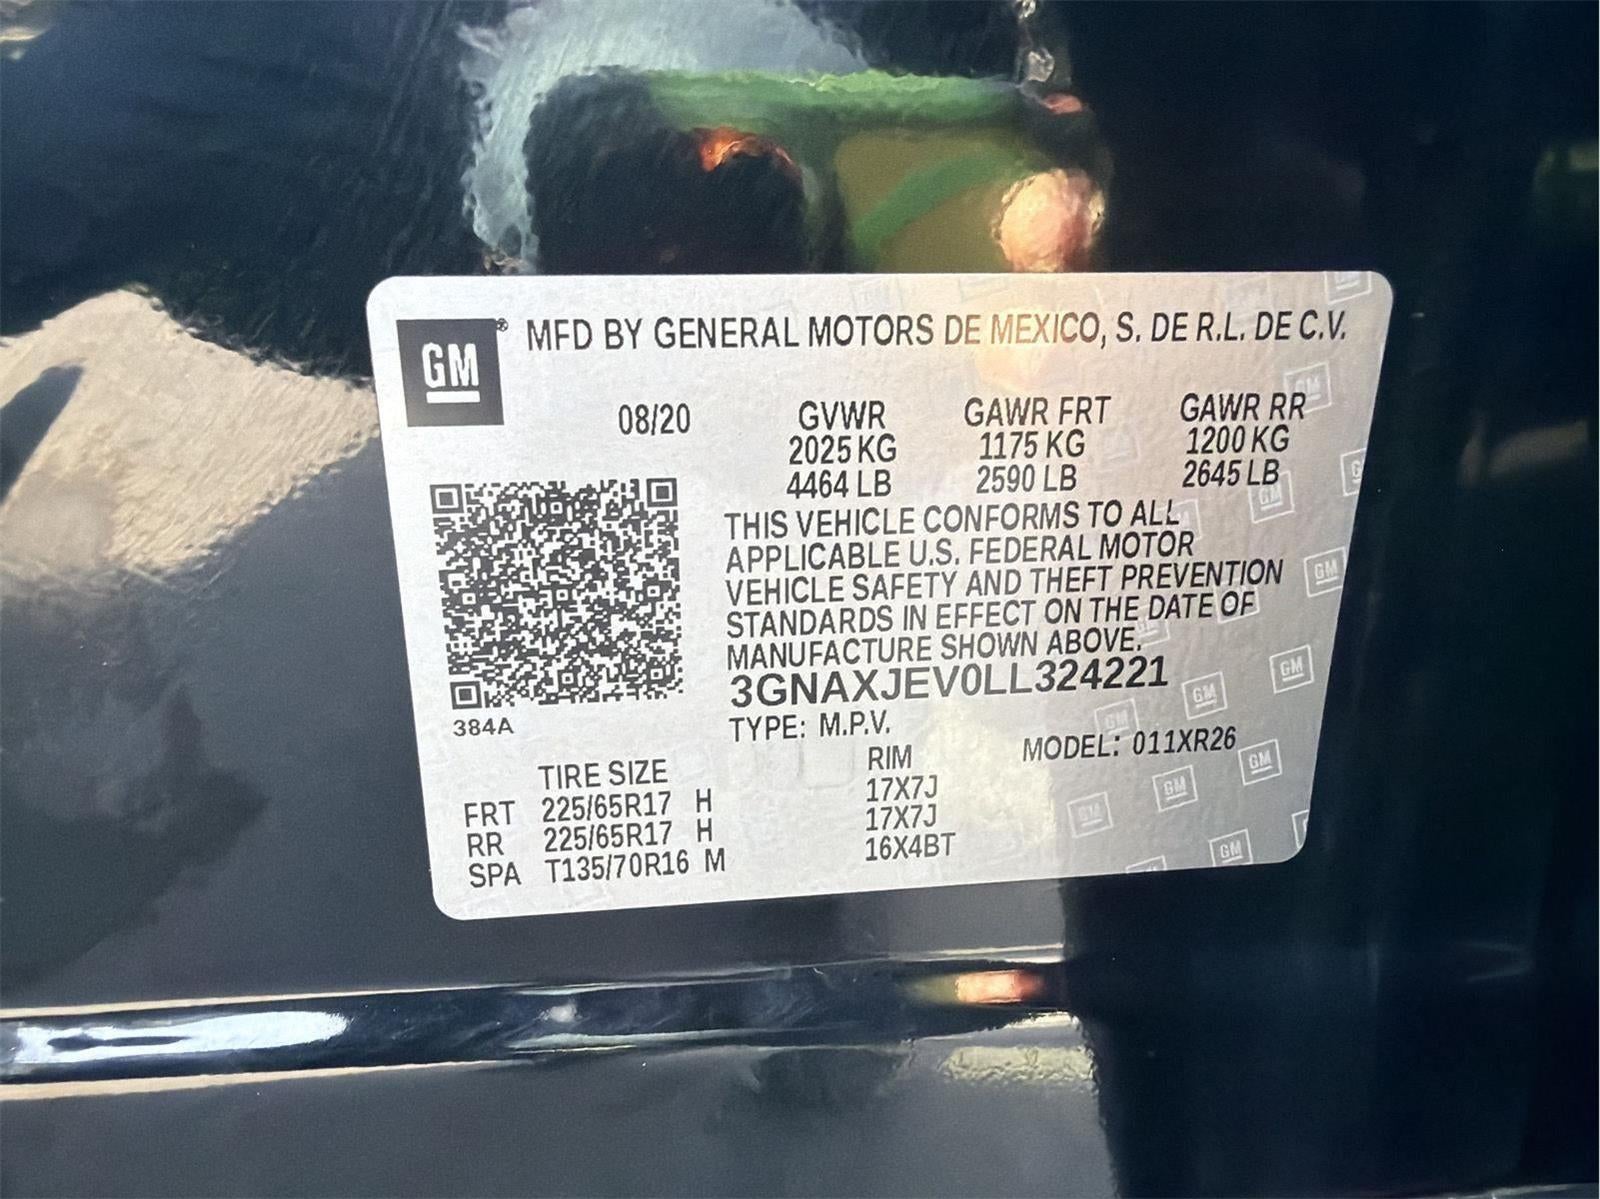 GM® MFD BY GENERAL MOTORS DE MEXICO, S. DE R.L. DE C.V.
08/20 GVWR GAWR FRT GAWR RR
2025 KG 1175 KG 1200 KG
4464 LB 2590 LB 2645 LB
THIS VEHICLE CONFORMS TO ALL
APPLICABLE U.S. FEDERAL MOTOR
VEHICLE SAFETY AND THEFT PREVENTION
STANDARDS IN EFFECT ON THE DATE OF
MANUFACTURE SHOWN ABOVE.
3GNAXJEV0LL324221
384A
TYPE: M.P.V. MODEL: 011XR26
TIRE SIZE RIM
FRT 225/65R17 H 17X7J
RR 225/65R17 H 17X7J
SPA T135/70R16 M 16X4BT